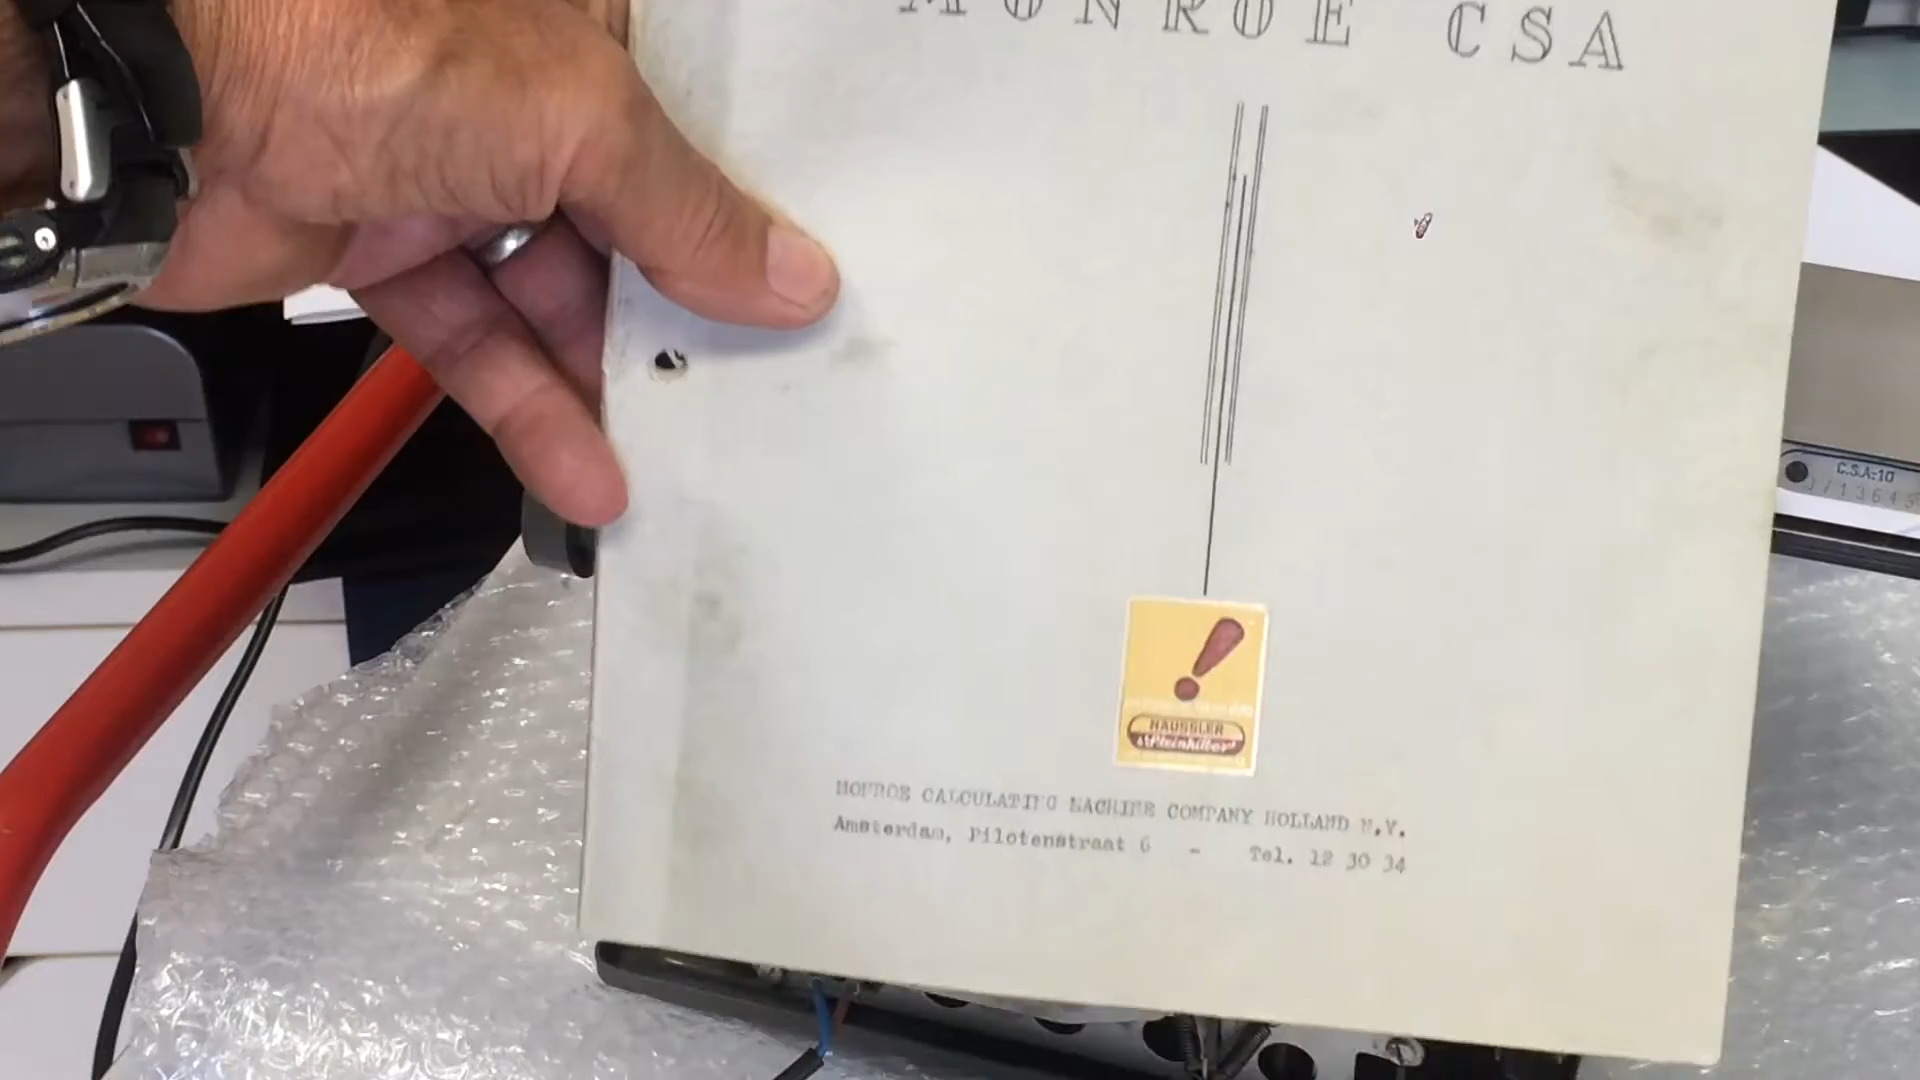 MONROE CSA
C.S.A:10
HAUSSLER
MONROE CALCULATING MACHINE COMPANY HOLLAND N.V.
Amsterdam, Pilotenstraat 6 - Tel. 12 30 34